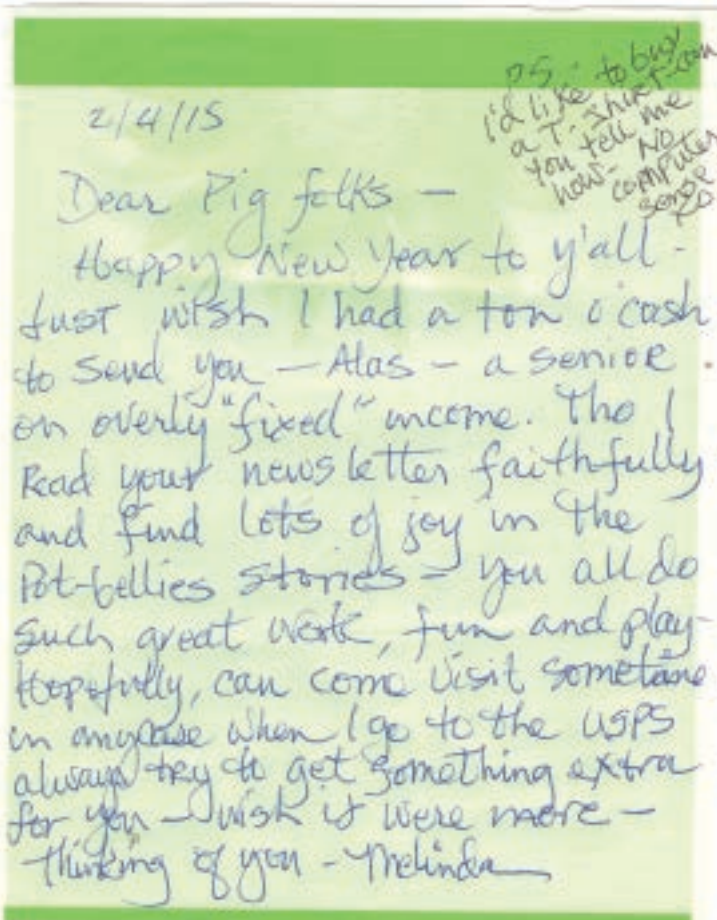 2/4/15
PS -
I'd like to buy
a T-shirt - can
you tell me
how - No
computer
Dear Pig folks -
Happy New Year to y'all -
Just wish I had a ton o' cash
to send you - Alas - a senior
on overly "fixed" income. Tho I
Read your newsletter faithfully
and find lots of joy in the
Pot-bellies stories - you all do
such great work, fun and play -
Hopefully, can come visit sometime
in anycase when I go to the USPS
always try to get something extra
for you - wish it were more -
Thinking of you - Melinda